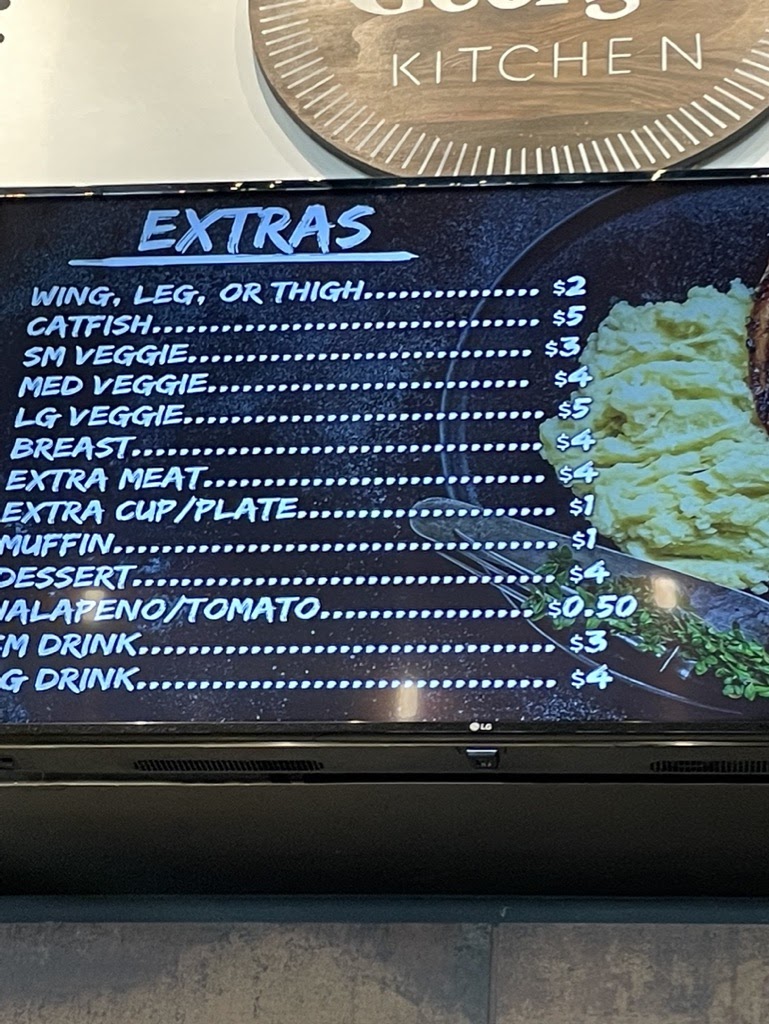 KITCHEN
EXTRAS
WING, LEG, OR THIGH............... $2
CATFISH................................. $5
SM VEGGIE............................. $3
MED VEGGIE........................... $4
LG VEGGIE.............................. $5
BREAST................................... $4
EXTRA MEAT............................ $4
EXTRA CUP/PLATE................... $1
MUFFIN.................................... $1
DESSERT.................................. $4
JALAPENO/TOMATO.................. $0.50
M DRINK................................... $3
G DRINK................................... $4
LG